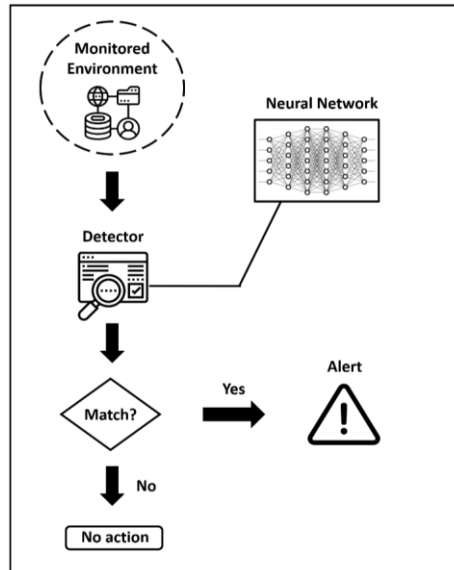 Monitored
Environment
Neural Network
Detector
Alert
Yes
Match?
No
No action